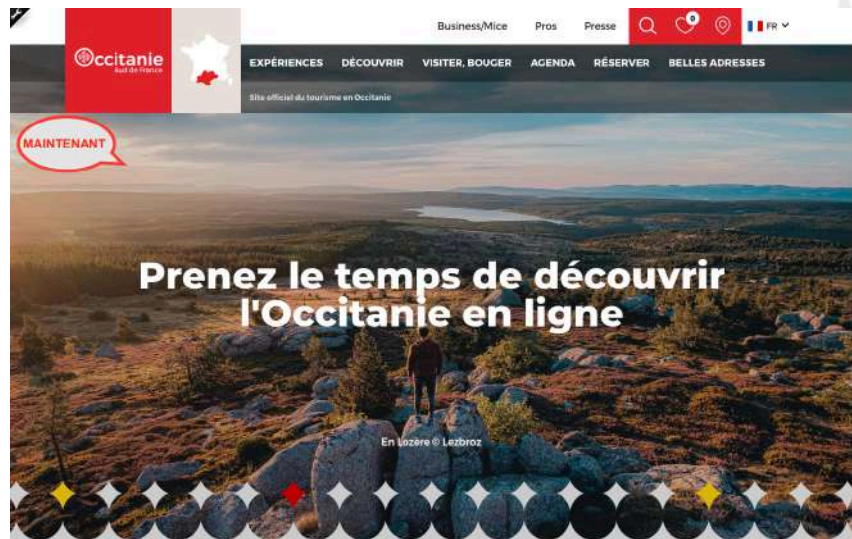 Business/Mice Pros Presse 0 FR
Occitanie
Sud de France
EXPÉRIENCES DÉCOUVRIR VISITER, BOUGER AGENDA RÉSERVER BELLES ADRESSES
Site officiel du tourisme en Occitanie
MAINTENANT
Prenez le temps de découvrir
l'Occitanie en ligne
En Lozère © Lezbroz